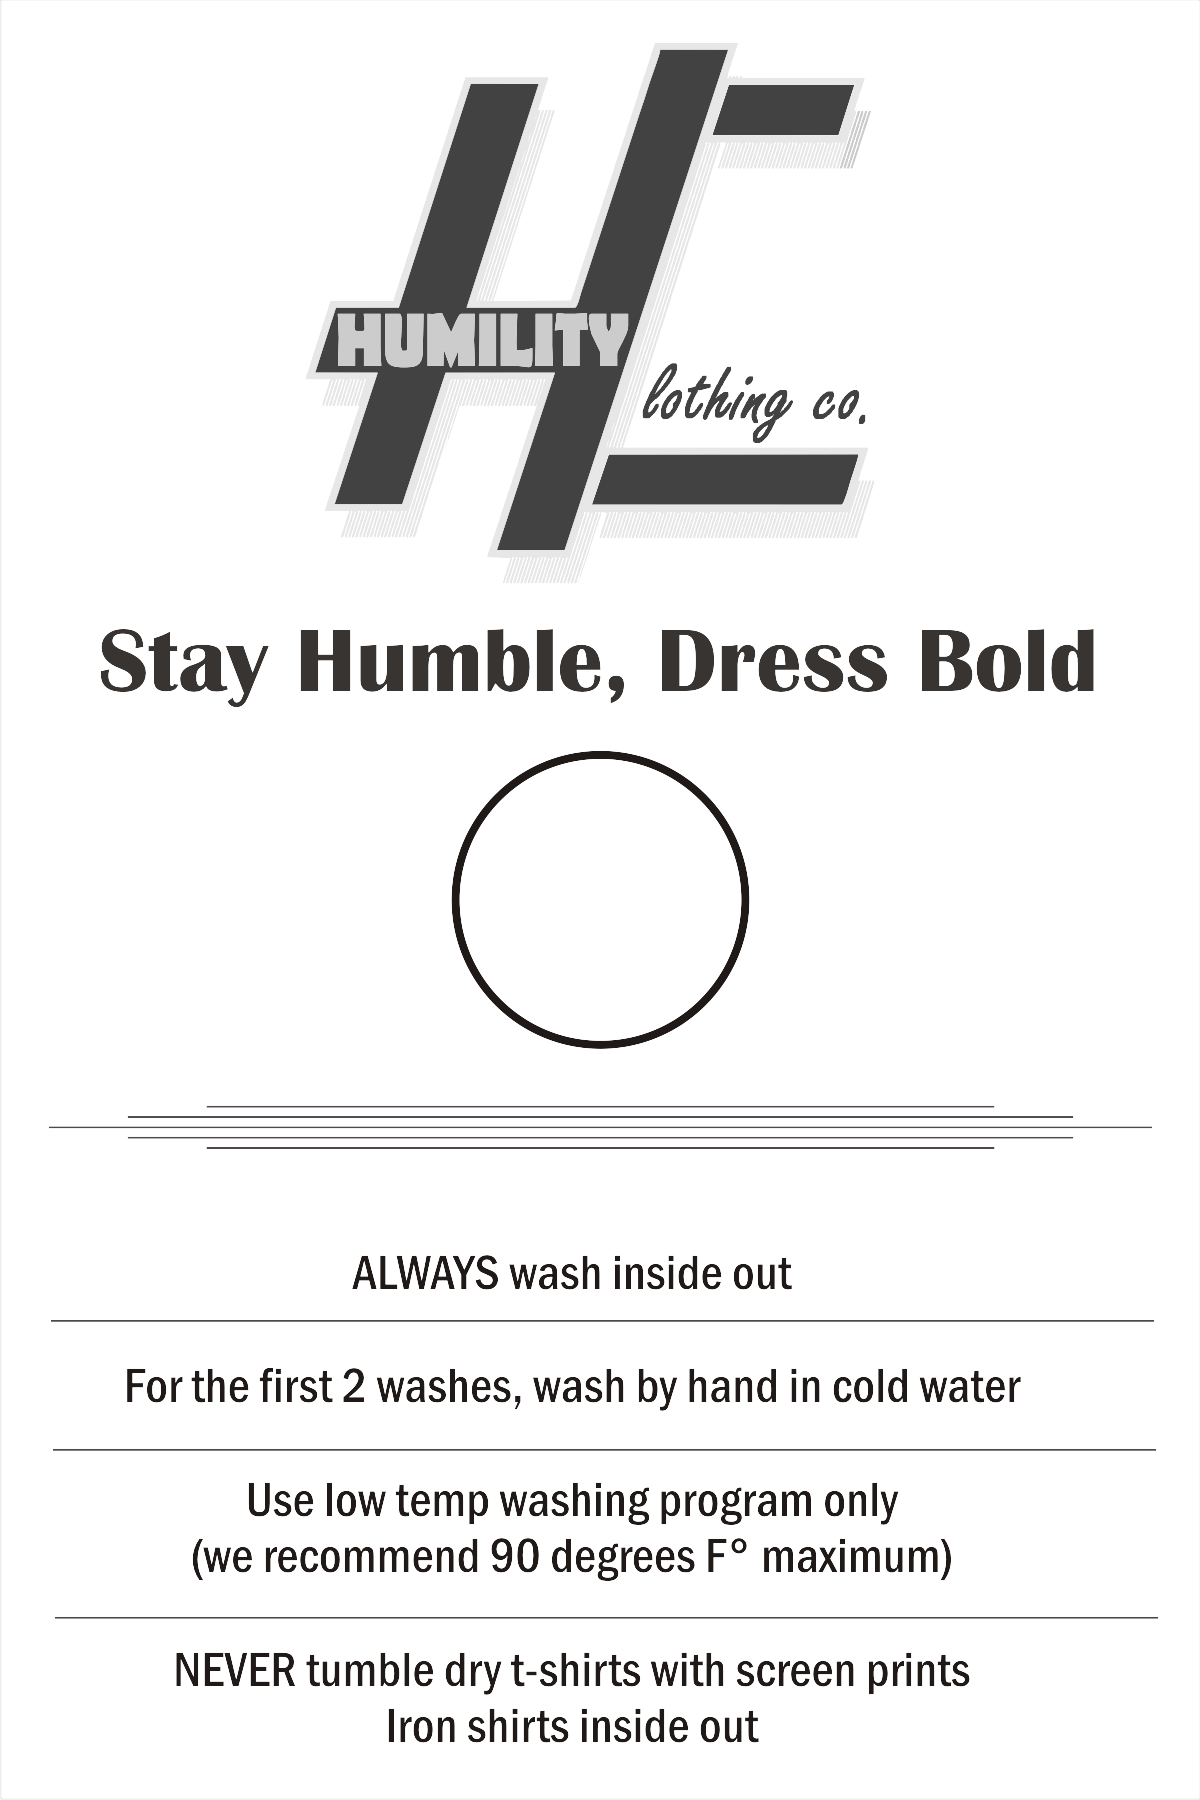 HUMILITY
lothing co.
Stay Humble, Dress Bold
ALWAYS wash inside out
For the first 2 washes, wash by hand in cold water
Use low temp washing program only
(we recommend 90 degrees F° maximum)
NEVER tumble dry t-shirts with screen prints
Iron shirts inside out